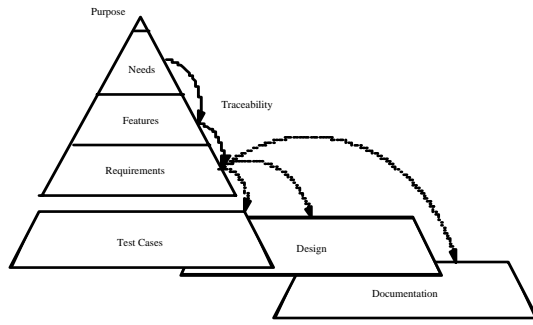 Purpose
Needs
Traceability
Features
Requirements
Test Cases
Design
Documentation